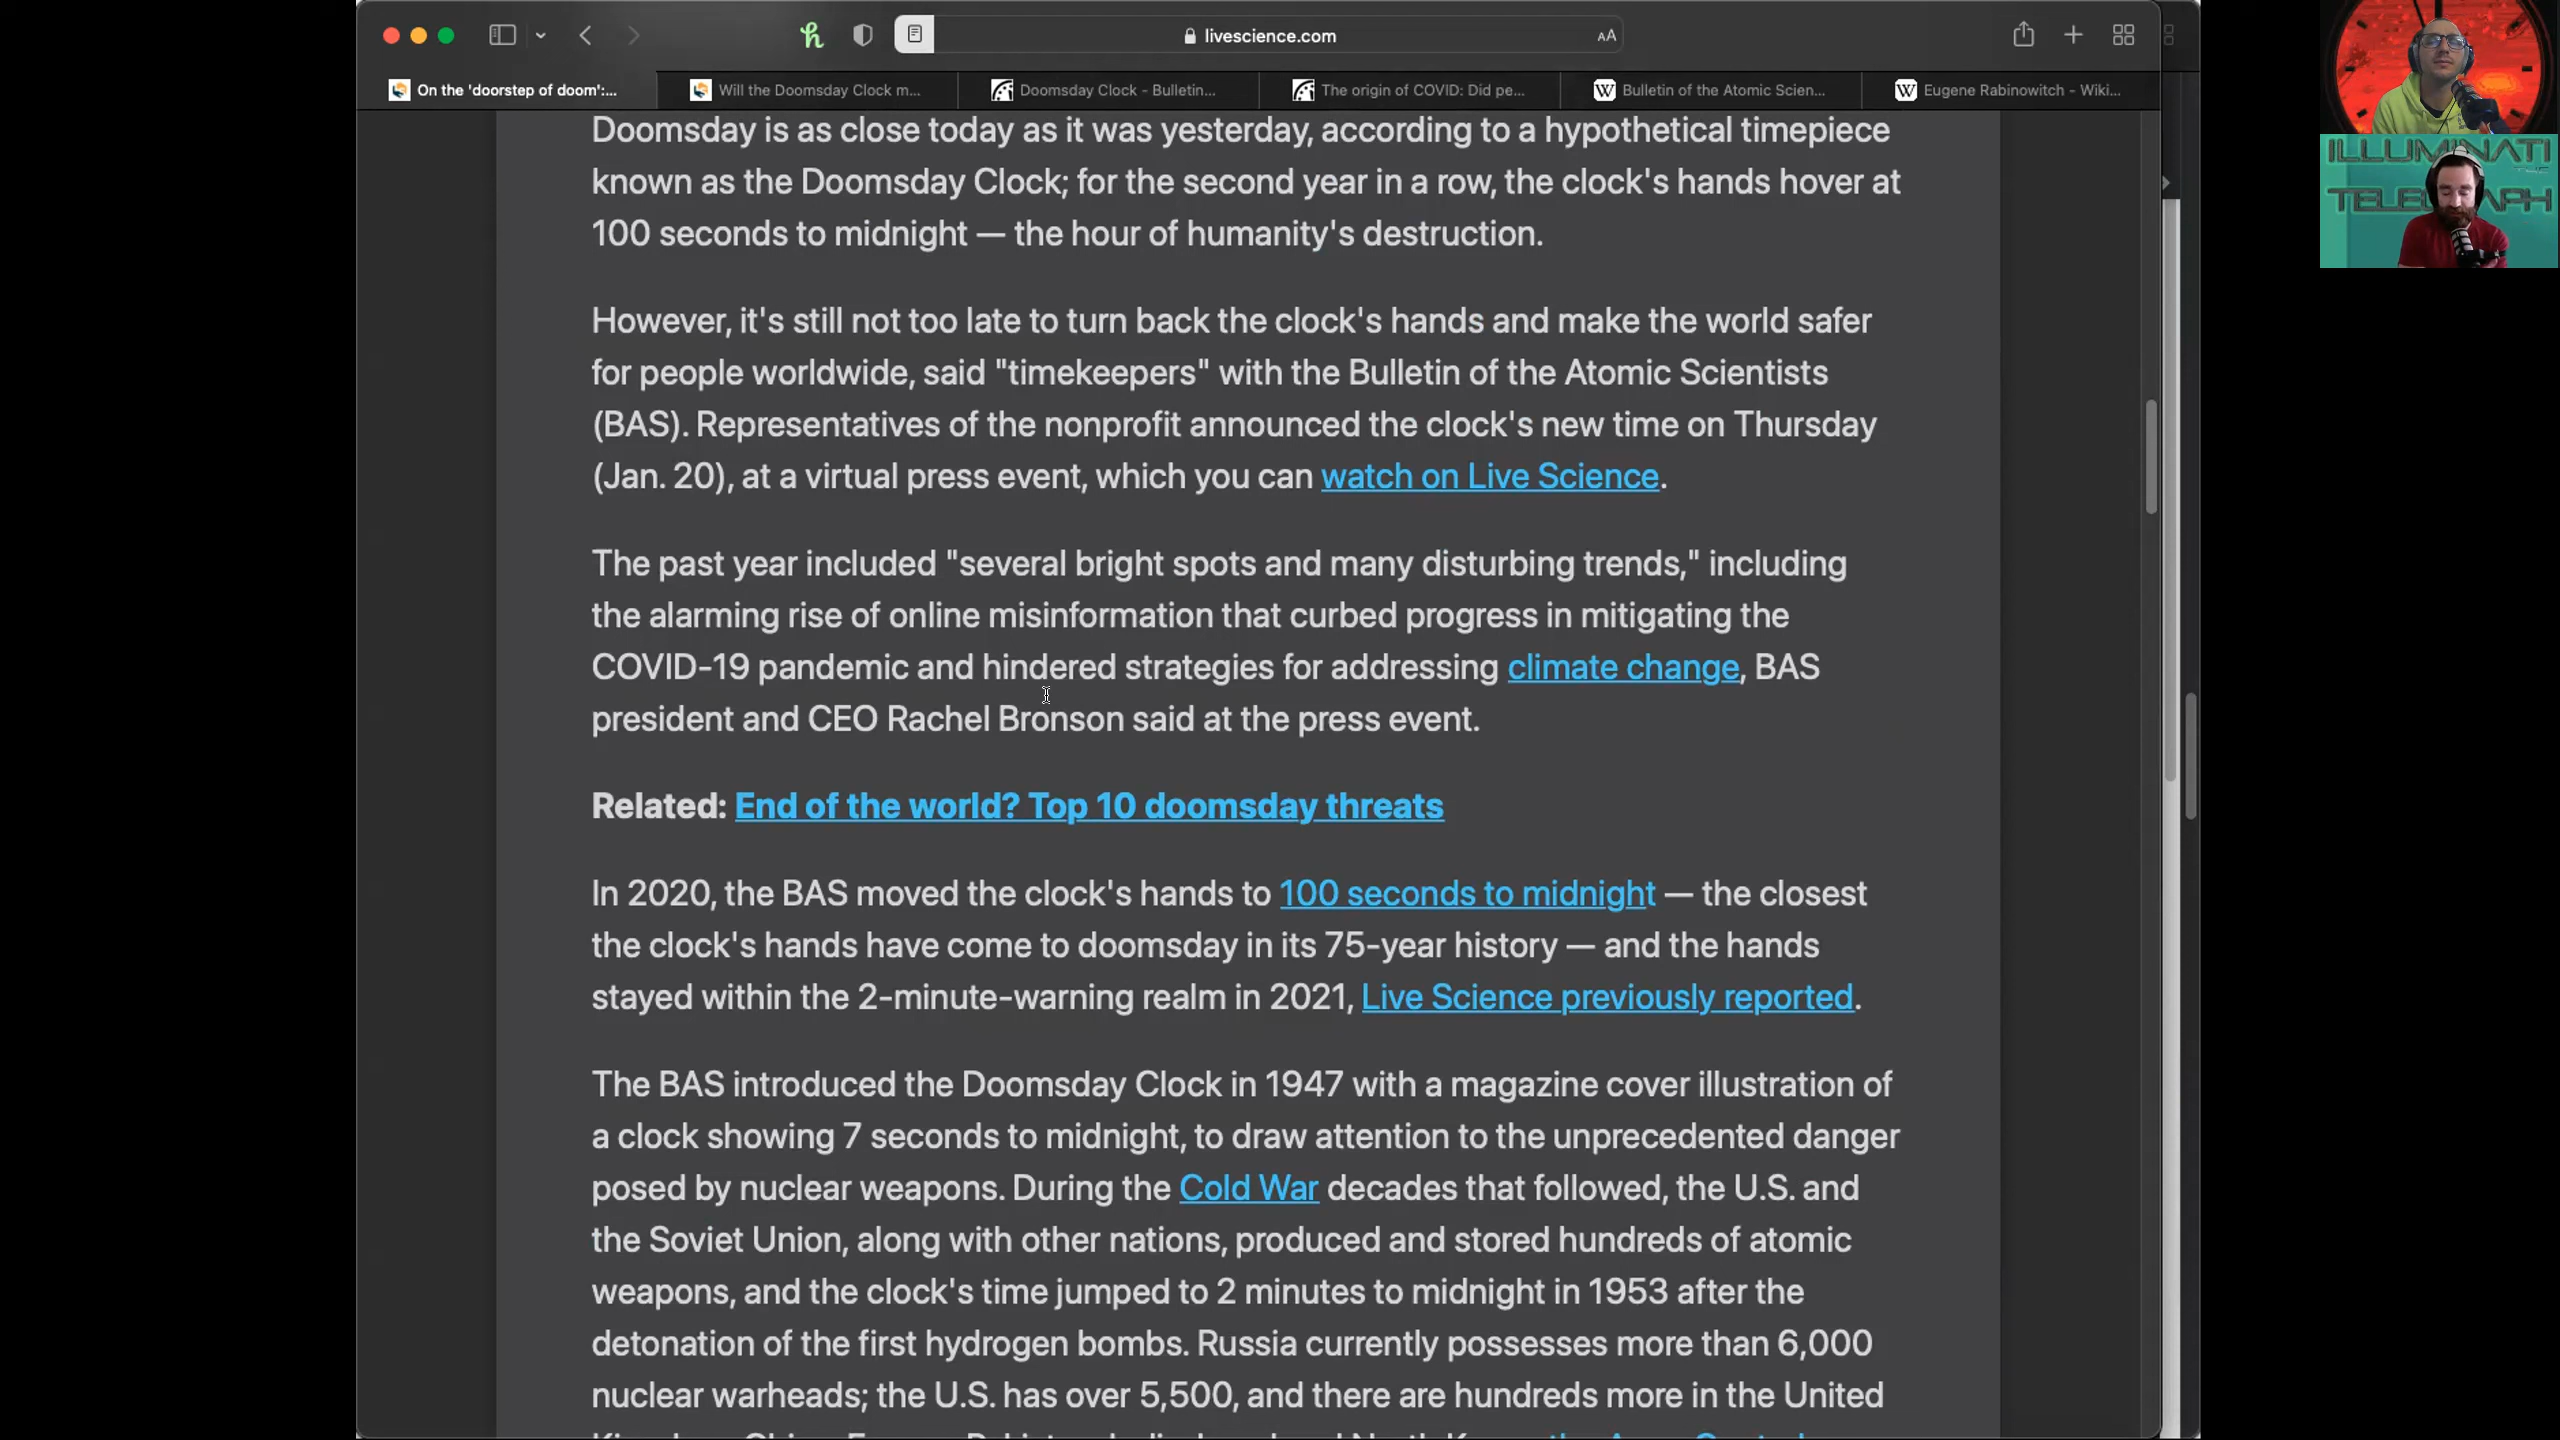 livescience.com
AA
On the 'doorstep of doom':...
Will the Doomsday Clock m...
Doomsday Clock - Bulletin...
The origin of COVID: Did pe...
W Bulletin of the Atomic Scien...
W Eugene Rabinowitch - Wiki...
Doomsday is as close today as it was yesterday, according to a hypothetical timepiece
known as the Doomsday Clock; for the second year in a row, the clock's hands hover at
100 seconds to midnight — the hour of humanity's destruction.
However, it's still not too late to turn back the clock's hands and make the world safer
for people worldwide, said "timekeepers" with the Bulletin of the Atomic Scientists
(BAS). Representatives of the nonprofit announced the clock's new time on Thursday
(Jan. 20), at a virtual press event, which you can watch on Live Science.
The past year included "several bright spots and many disturbing trends," including
the alarming rise of online misinformation that curbed progress in mitigating the
COVID-19 pandemic and hindered strategies for addressing climate change, BAS
president and CEO Rachel Bronson said at the press event.
Related: End of the world? Top 10 doomsday threats
In 2020, the BAS moved the clock's hands to 100 seconds to midnight — the closest
the clock's hands have come to doomsday in its 75-year history — and the hands
stayed within the 2-minute-warning realm in 2021, Live Science previously reported.
The BAS introduced the Doomsday Clock in 1947 with a magazine cover illustration of
a clock showing 7 seconds to midnight, to draw attention to the unprecedented danger
posed by nuclear weapons. During the Cold War decades that followed, the U.S. and
the Soviet Union, along with other nations, produced and stored hundreds of atomic
weapons, and the clock's time jumped to 2 minutes to midnight in 1953 after the
detonation of the first hydrogen bombs. Russia currently possesses more than 6,000
nuclear warheads; the U.S. has over 5,500, and there are hundreds more in the United
ILLUMINATI